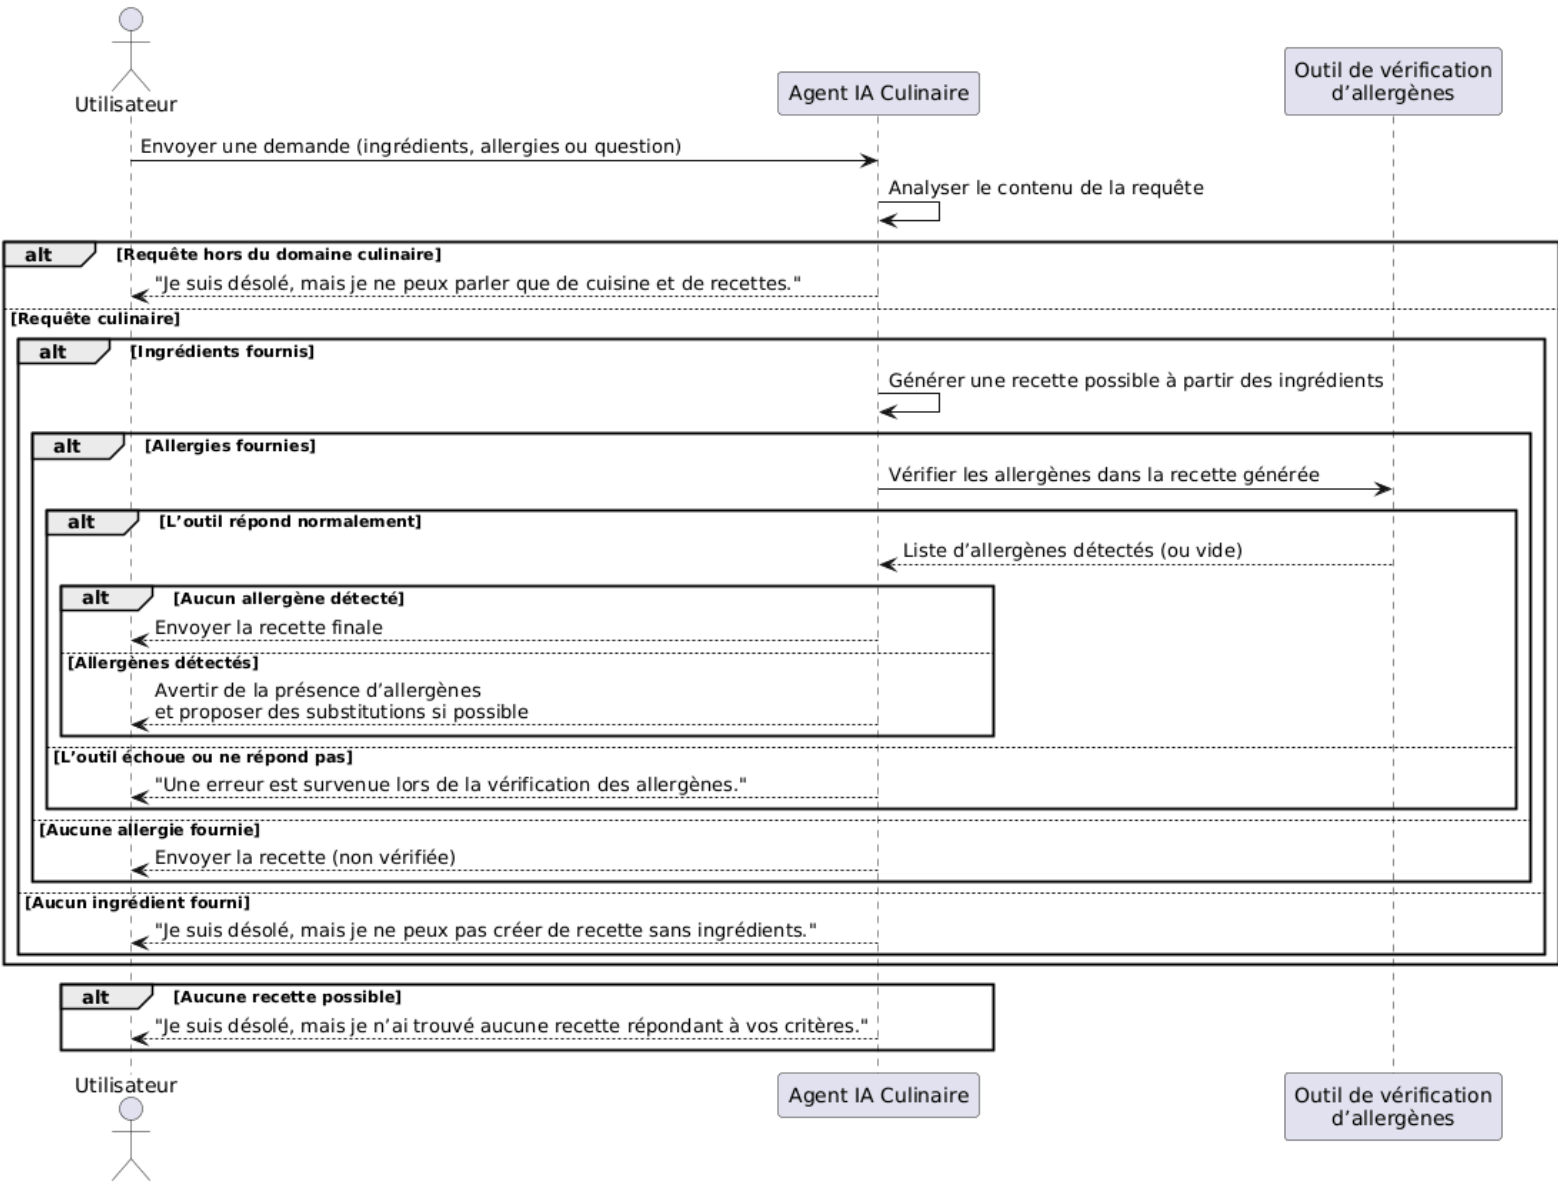 Utilisateur
Agent IA Culinaire
Outil de vérification
d’allergènes
Envoyer une demande (ingrédients, allergies ou question)
Analyser le contenu de la requête
alt
[Requête hors du domaine culinaire]
"Je suis désolé, mais je ne peux parler que de cuisine et de recettes."
[Requête culinaire]
alt
[Ingrédients fournis]
Générer une recette possible à partir des ingrédients
alt
[Allergies fournies]
Vérifier les allergènes dans la recette générée
alt
[L’outil répond normalement]
Liste d’allergènes détectés (ou vide)
alt
[Aucun allergène détecté]
Envoyer la recette finale
[Allergènes détectés]
Avertir de la présence d’allergènes
et proposer des substitutions si possible
[L’outil échoue ou ne répond pas]
"Une erreur est survenue lors de la vérification des allergènes."
[Aucune allergie fournie]
Envoyer la recette (non vérifiée)
[Aucun ingrédient fourni]
"Je suis désolé, mais je ne peux pas créer de recette sans ingrédients."
alt
[Aucune recette possible]
"Je suis désolé, mais je n’ai trouvé aucune recette répondant à vos critères."
Utilisateur
Agent IA Culinaire
Outil de vérification
d’allergènes